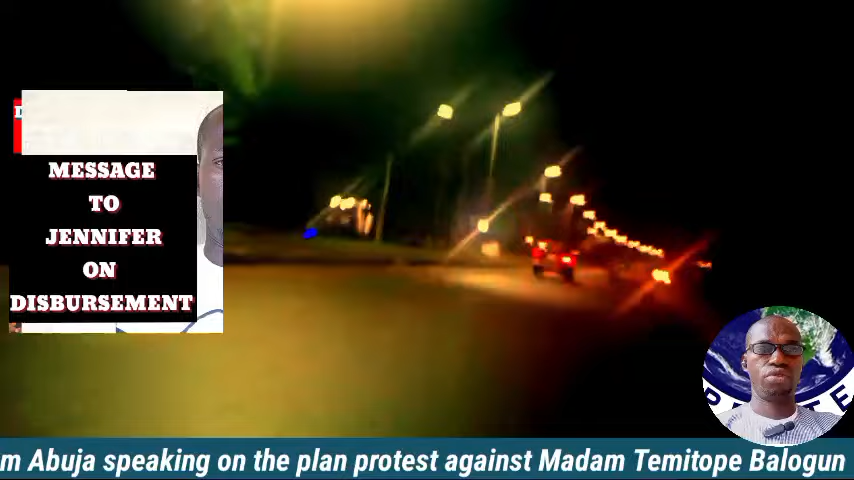 MESSAGE
TO
JENNIFER
ON
DISBURSEMENT
Abuja speaking on the plan protest against Madam Temitope Balogun